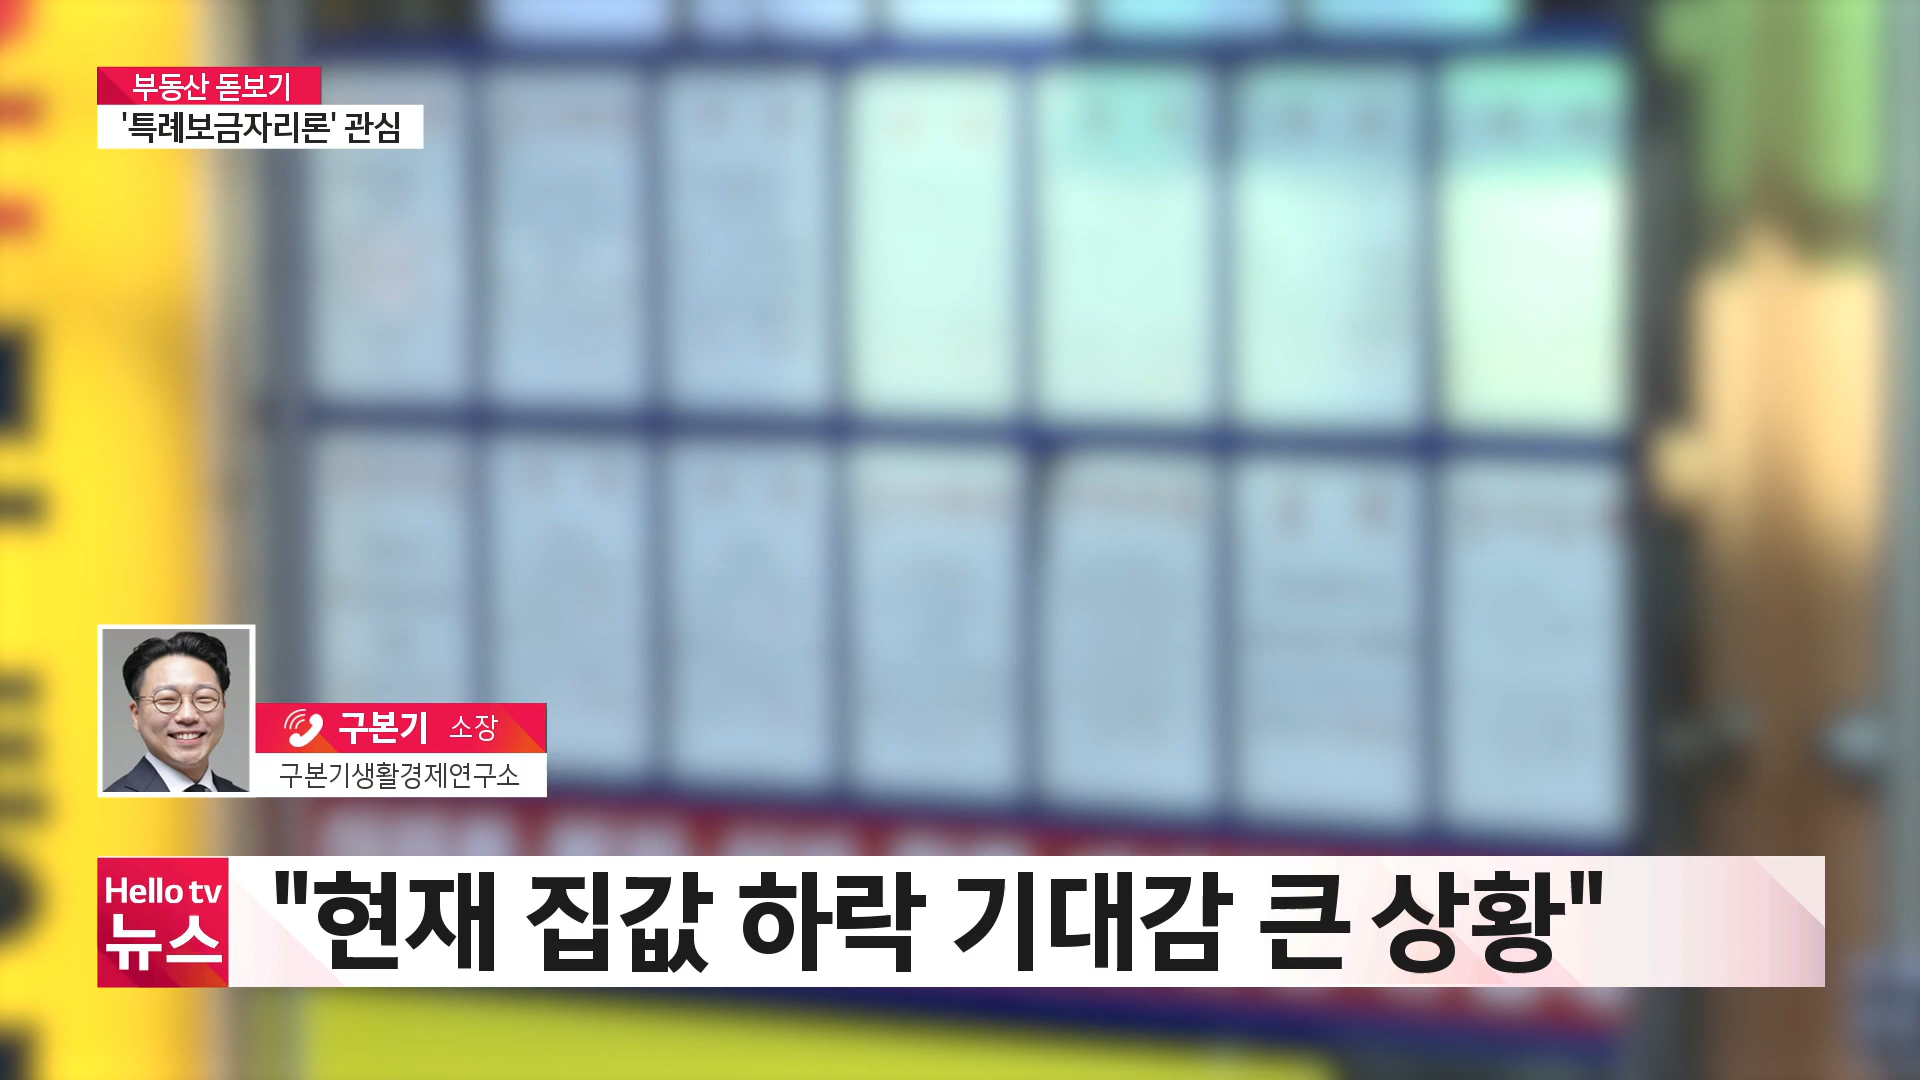 부동산 돋보기
'특례보금자리론' 관심
구본기 소장
구본기생활경제연구소
Hello tv
뉴스
"현재 집값 하락 기대감 큰 상황"